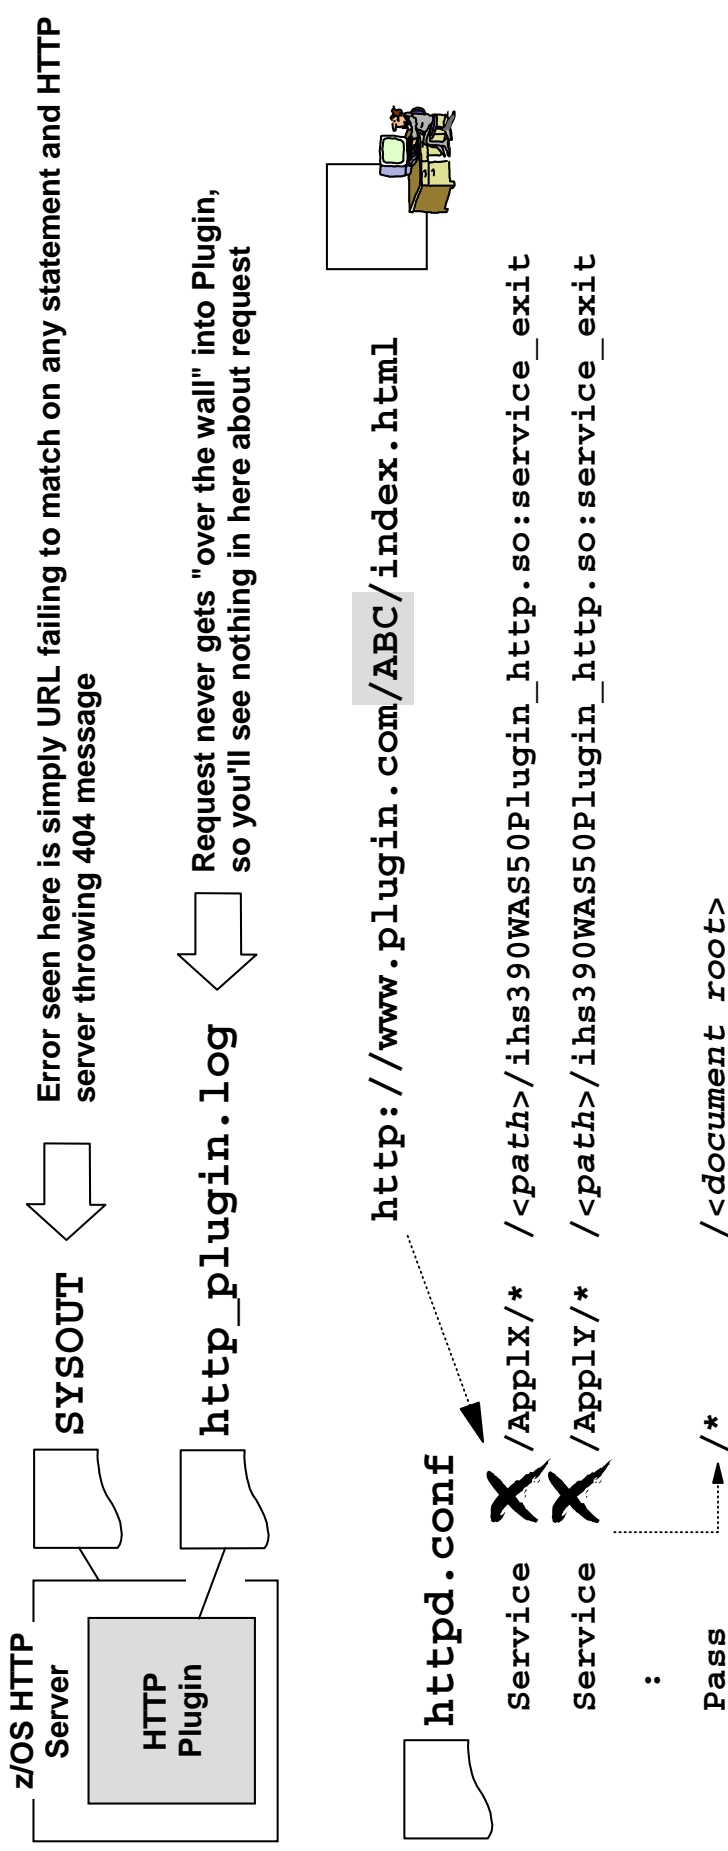 z/OS HTTP
Server
HTTP
Plugin
SYSOUT
Error seen here is simply URL failing to match on any statement and HTTP
server throwing 404 message
http_plugin.log
Request never gets "over the wall" into Plugin,
so you'll see nothing in here about request
http://www.plugin.com/ABC/index.html
httpd.conf
Service /ApplX/* /<path>/ihs390WAS50Plugin_http.so:service_exit
Service /ApplY/* /<path>/ihs390WAS50Plugin_http.so:service_exit
:
Pass /* /<document root>